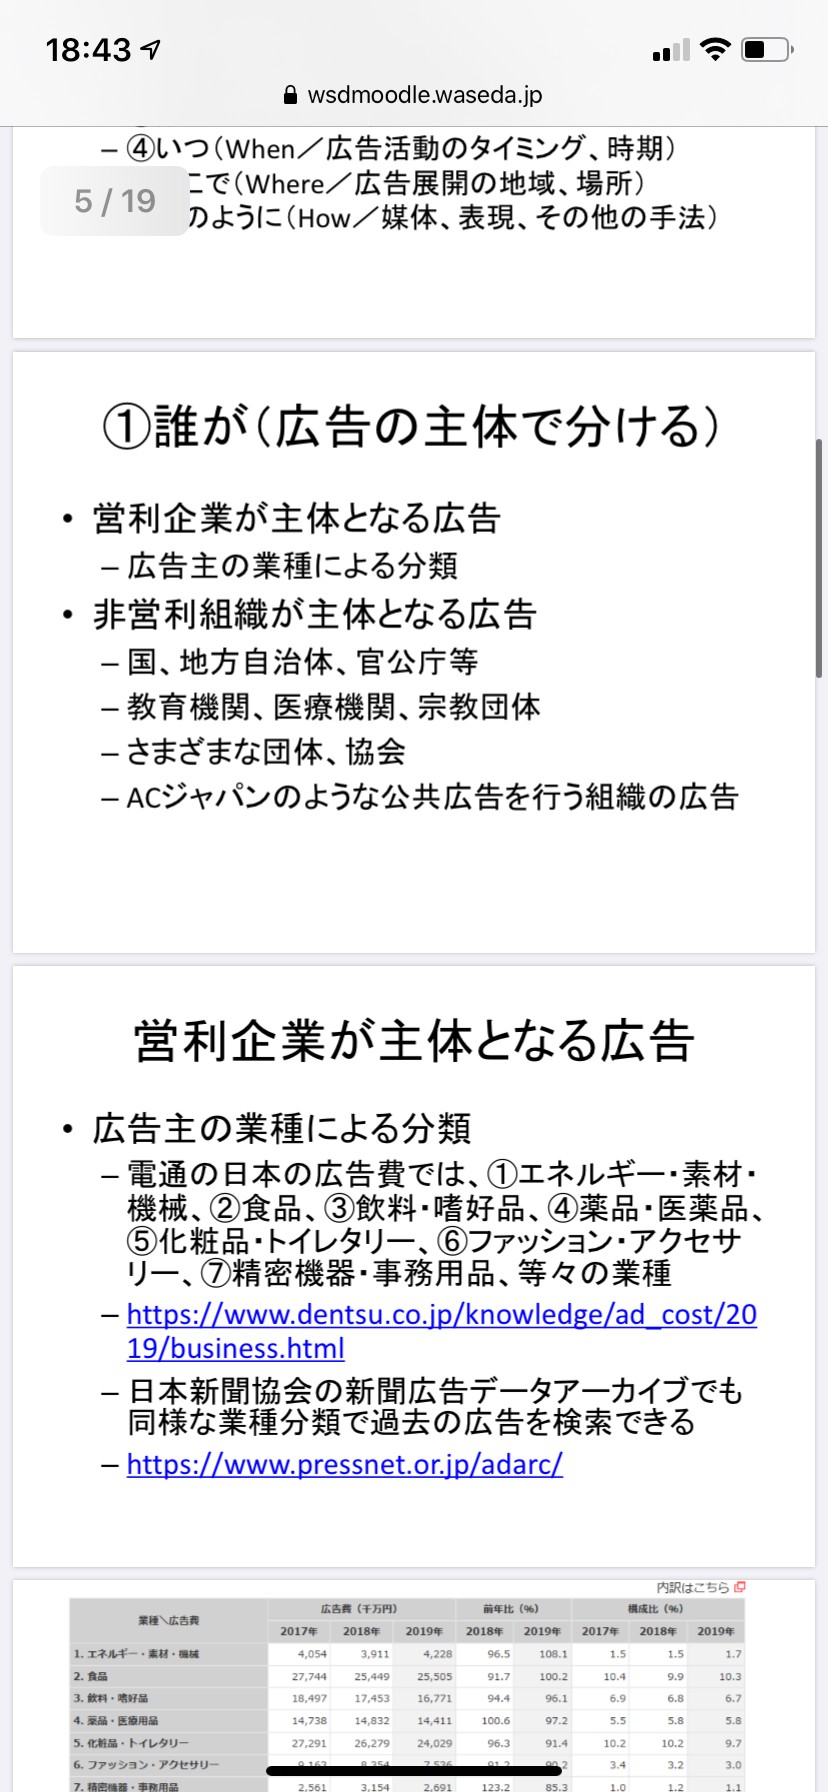 18:43
wsdmoodle.waseda.jp
– ④いつ（When／広告活動のタイミング、時期）
こで（Where／広告展開の地域、場所）
5 / 19
のように（How／媒体、表現、その他の手法）
①誰が（広告の主体で分ける）
• 営利企業が主体となる広告
– 広告主の業種による分類
• 非営利組織が主体となる広告
– 国、地方自治体、官公庁等
– 教育機関、医療機関、宗教団体
– さまざまな団体、協会
– ACジャパンのような公共広告を行う組織の広告
営利企業が主体となる広告
• 広告主の業種による分類
– 電通の日本の広告費では、①エネルギー・素材・
機械、②食品、③飲料・嗜好品、④薬品・医薬品、
⑤化粧品・トイレタリー、⑥ファッション・アクセサ
リー、⑦精密機器・事務用品、等々の業種
– https://www.dentsu.co.jp/knowledge/ad_cost/20
19/business.html
– 日本新聞協会の新聞広告データアーカイブでも
同様な業種分類で過去の広告を検索できる
– https://www.pressnet.or.jp/adarc/
内訳はこちら
業種＼広告費 広告費（千万円） 前年比（%） 構成比（%）
2017年 2018年 2019年 2018年 2019年 2017年 2018年 2019年
1. エネルギー・素材・機械 4,054 3,911 4,228 96.5 108.1 1.5 1.5 1.7
2. 食品 27,744 25,449 25,505 91.7 100.2 10.4 9.9 10.3
3. 飲料・嗜好品 18,497 17,453 16,771 94.4 96.1 6.9 6.8 6.7
4. 薬品・医療用品 14,738 14,832 14,411 100.6 97.2 5.5 5.8 5.8
5. 化粧品・トイレタリー 27,291 26,279 24,029 96.3 91.4 10.2 10.2 9.7
6. ファッション・アクセサリー 3.4 3.2 3.0
7. 精密機器・事務用品 2,561 3,154 2,691 123.2 85.3 1.0 1.2 1.1